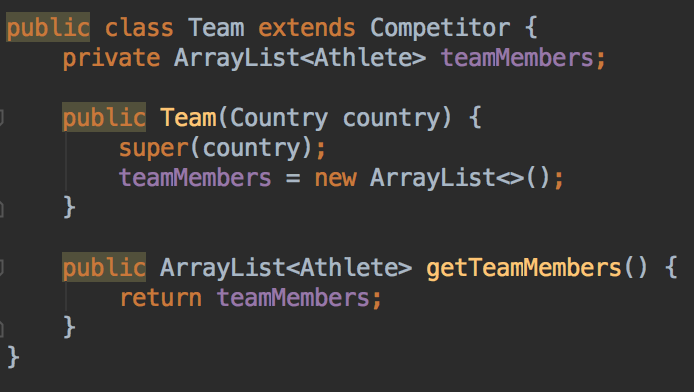 public class Team extends Competitor {
    private ArrayList<Athlete> teamMembers;

    public Team(Country country) {
        super(country);
        teamMembers = new ArrayList<>();
    }

    public ArrayList<Athlete> getTeamMembers() {
        return teamMembers;
    }
}